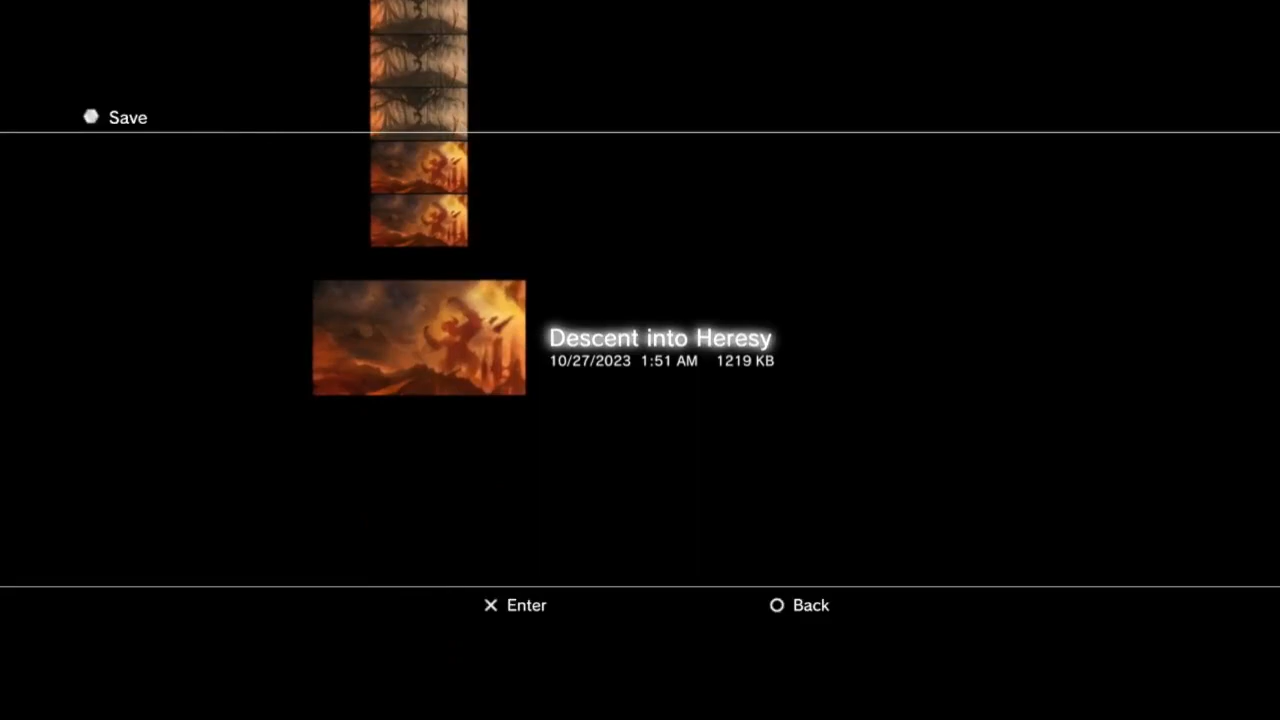 Save
Descent into Heresy
10/27/2023 1:51 AM 1219 KB
Enter
Back